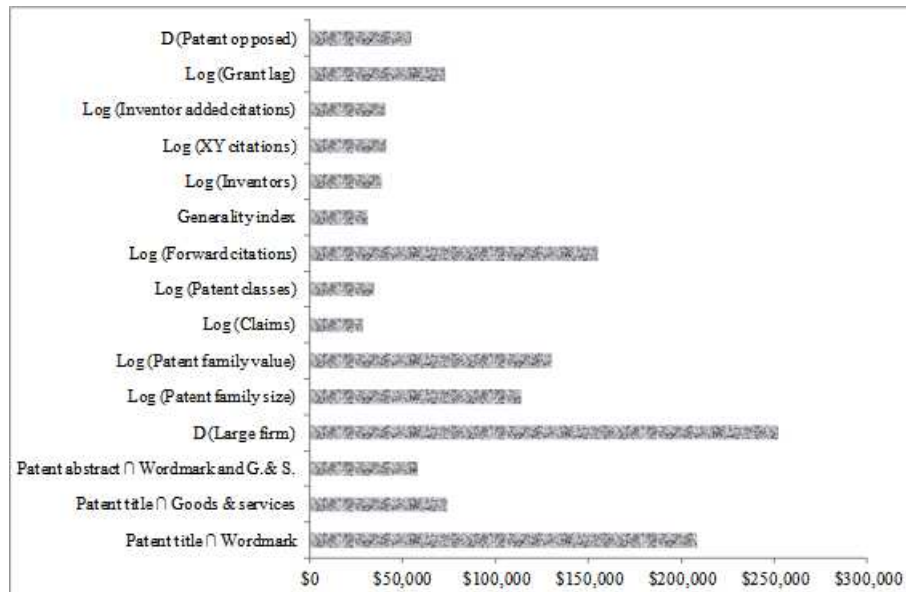 D (Patent opposed)
Log (Grant lag)
Log (Inventor added citations)
Log (XY citations)
Log (Inventors)
Generality index
Log (Forward citations)
Log (Patent classes)
Log (Claims)
Log (Patent family value)
Log (Patent family size)
D (Large firm)
Patent abstract ∩ Wordmark and G. & S.
Patent title ∩ Goods & services
Patent title ∩ Wordmark
$0 $50,000 $100,000 $150,000 $200,000 $250,000 $300,000